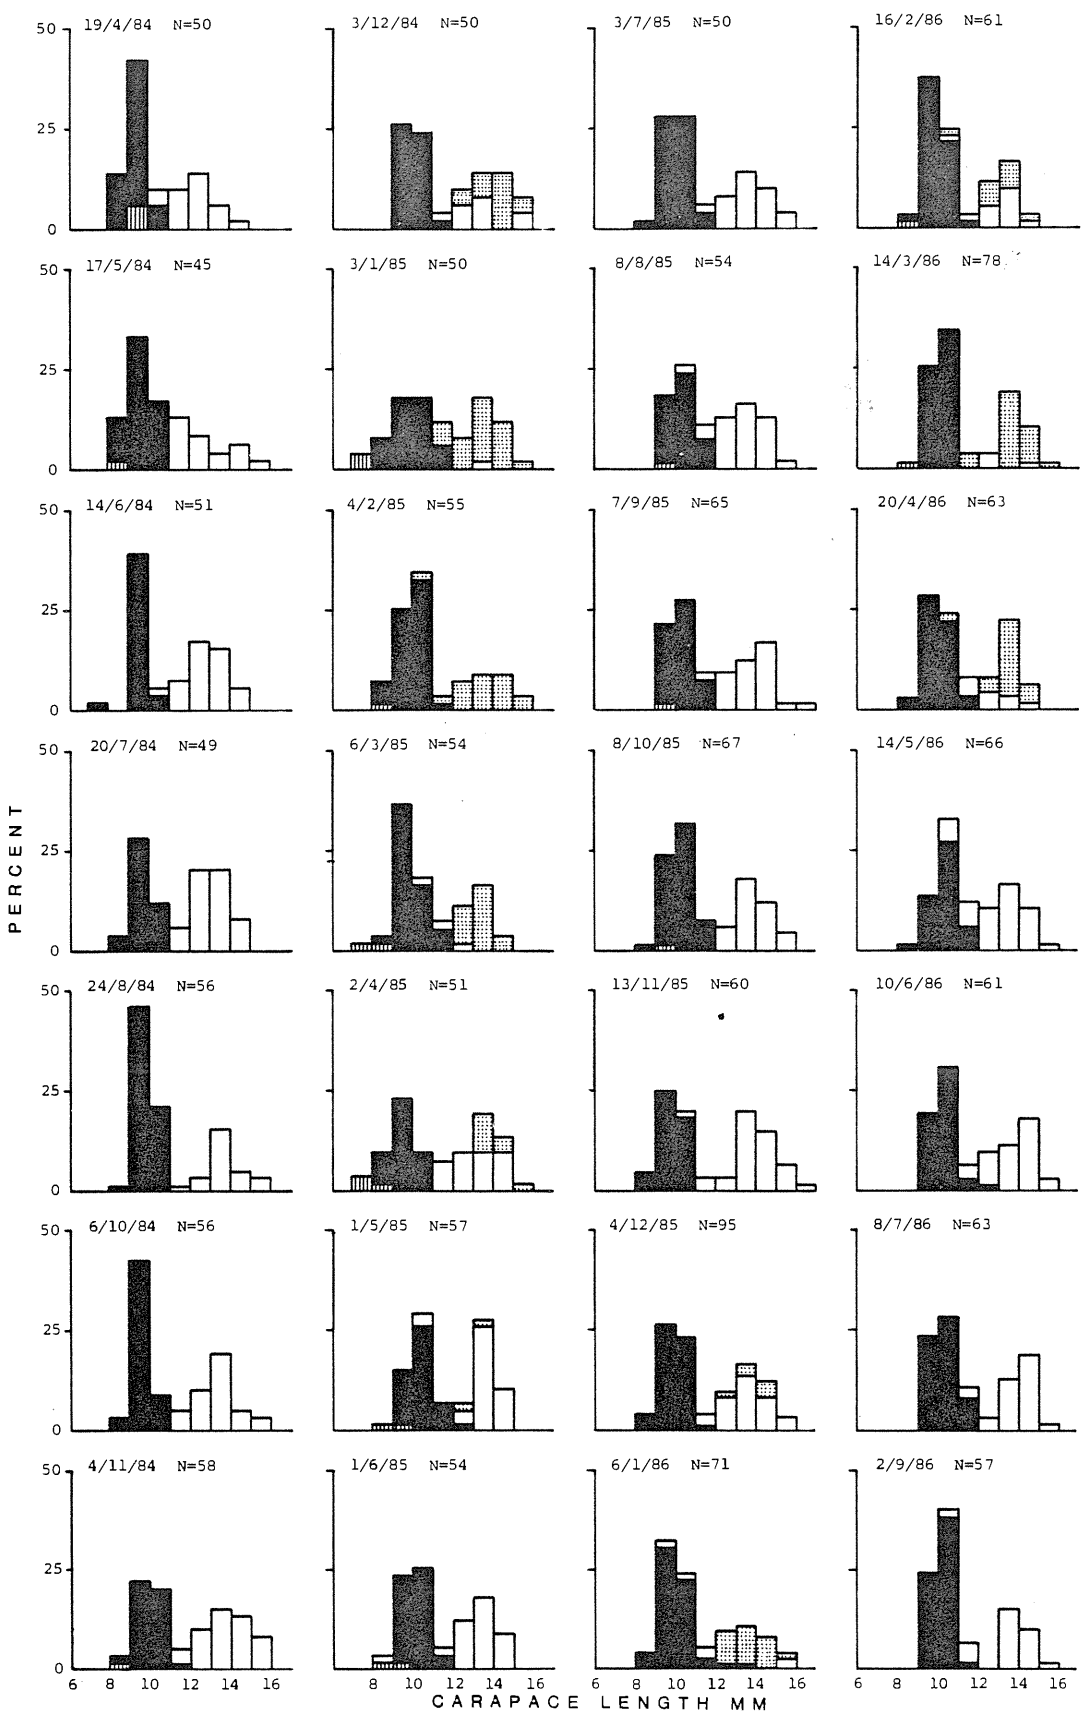 19/4/84 N=50
3/12/84 N=50
3/7/85 N=50
16/2/86 N=61
50
25
0
17/5/84 N=45
3/1/85 N=50
8/8/85 N=54
14/3/86 N=78
50
25
0
14/6/84 N=51
4/2/85 N=55
7/9/85 N=65
20/4/86 N=63
50
25
0
20/7/84 N=49
6/3/85 N=54
8/10/85 N=67
14/5/86 N=66
50
25
0
PERCENT
24/8/84 N=56
2/4/85 N=51
13/11/85 N=60
10/6/86 N=61
50
25
0
6/10/84 N=56
1/5/85 N=57
4/12/85 N=95
8/7/86 N=63
50
25
0
4/11/84 N=58
1/6/85 N=54
6/1/86 N=71
2/9/86 N=57
50
25
0
6 8 10 12 14 16
8 10 12 14 16
6 8 10 12 14 16
6 8 10 12 14 16
CARAPACE LENGTH MM